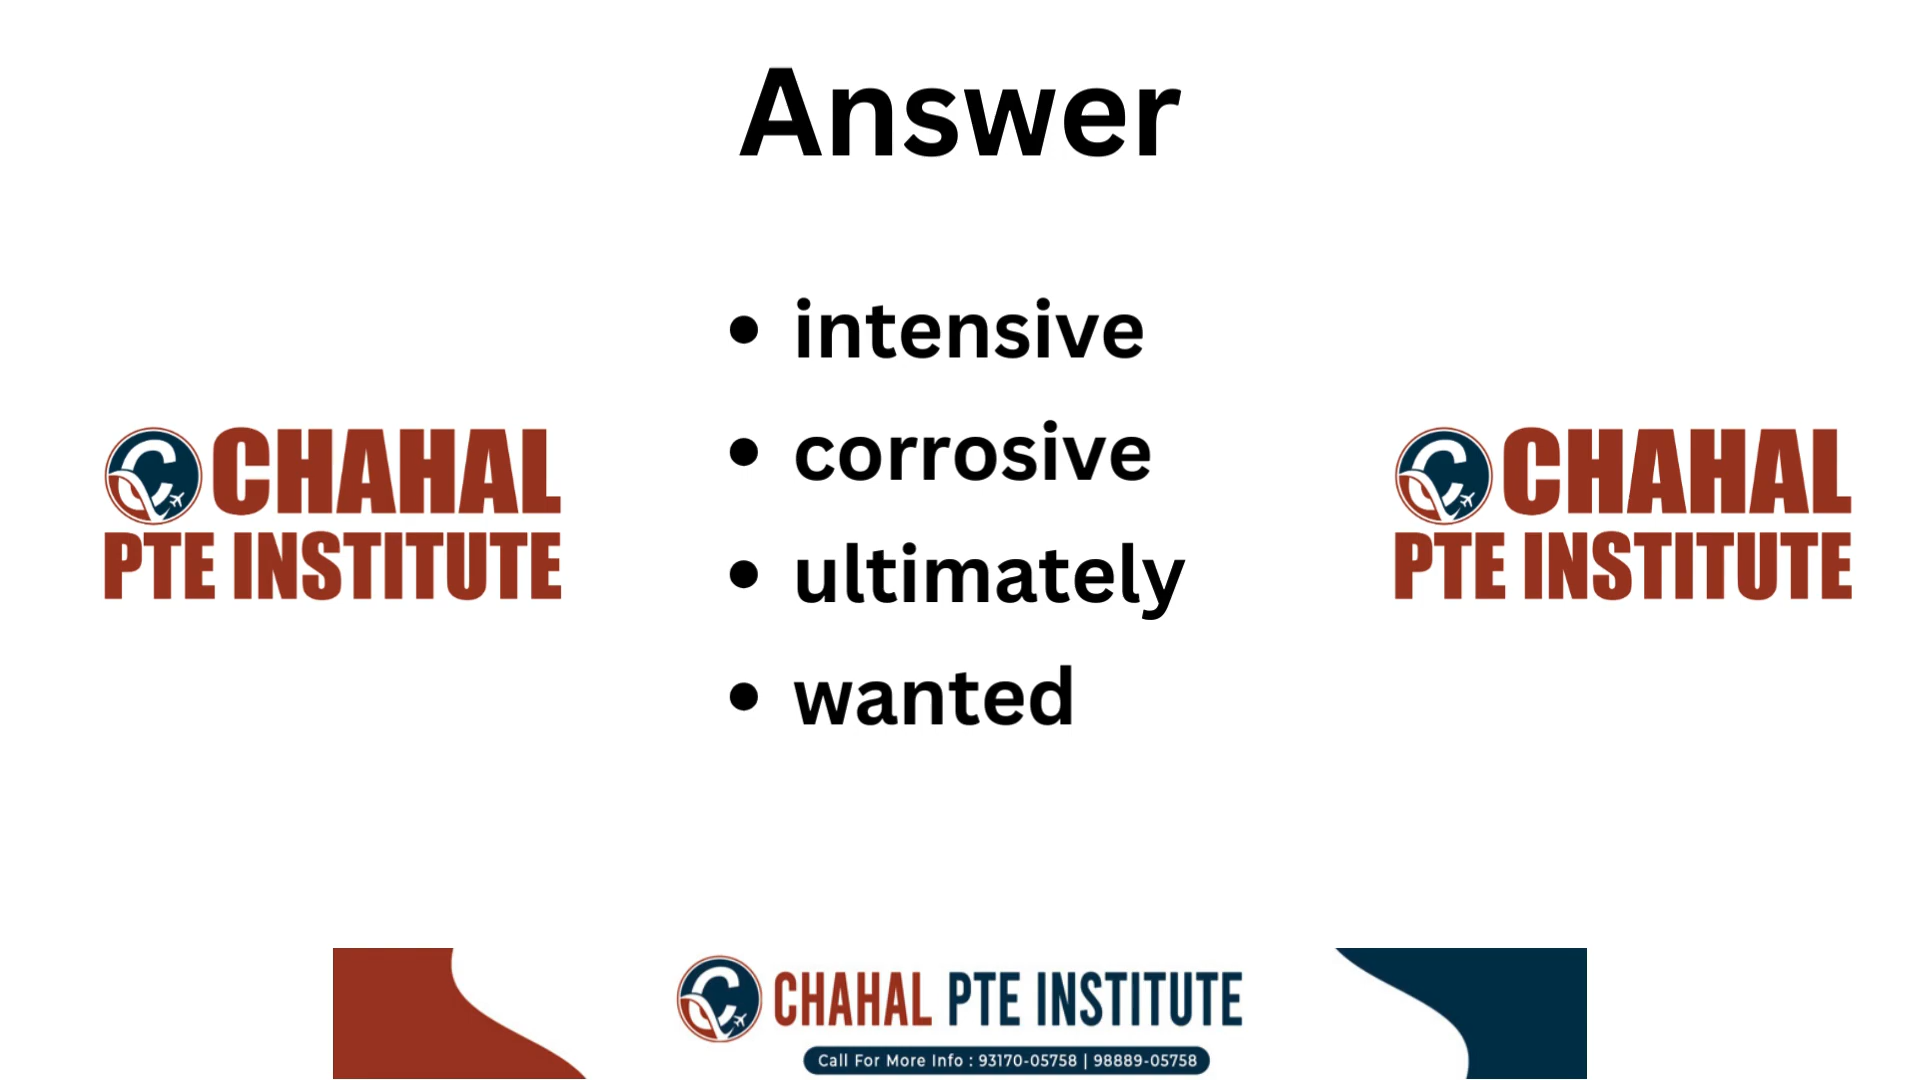 Answer
• intensive
• corrosive
• ultimately
• wanted
CHAHAL
PTE INSTITUTE
CHAHAL
PTE INSTITUTE
CHAHAL PTE INSTITUTE
Call For More Info : 93170-05758 | 98889-05758